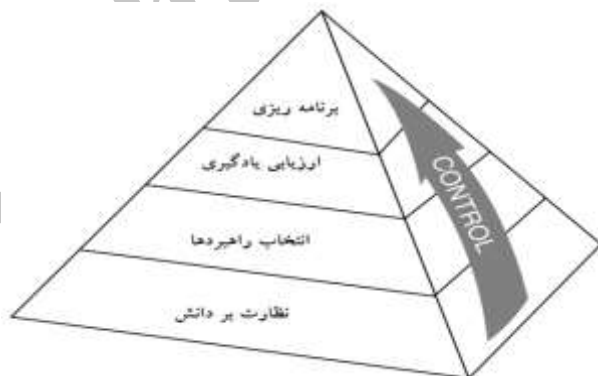 برنامه ریزی
ارزیابی یادگیری
انتخاب راهبردها
نظارت بر دانش
CONTROL